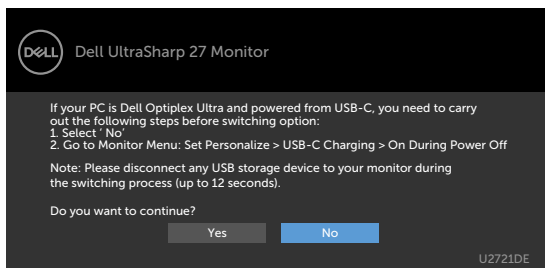 DELL
Dell UltraSharp 27 Monitor
If your PC is Dell Optiplex Ultra and powered from USB-C, you need to carry
out the following steps before switching option:
1. Select ‘ No’
2. Go to Monitor Menu: Set Personalize > USB-C Charging > On During Power Off
Note: Please disconnect any USB storage device to your monitor during
the switching process (up to 12 seconds).
Do you want to continue?
Yes No
U2721DE